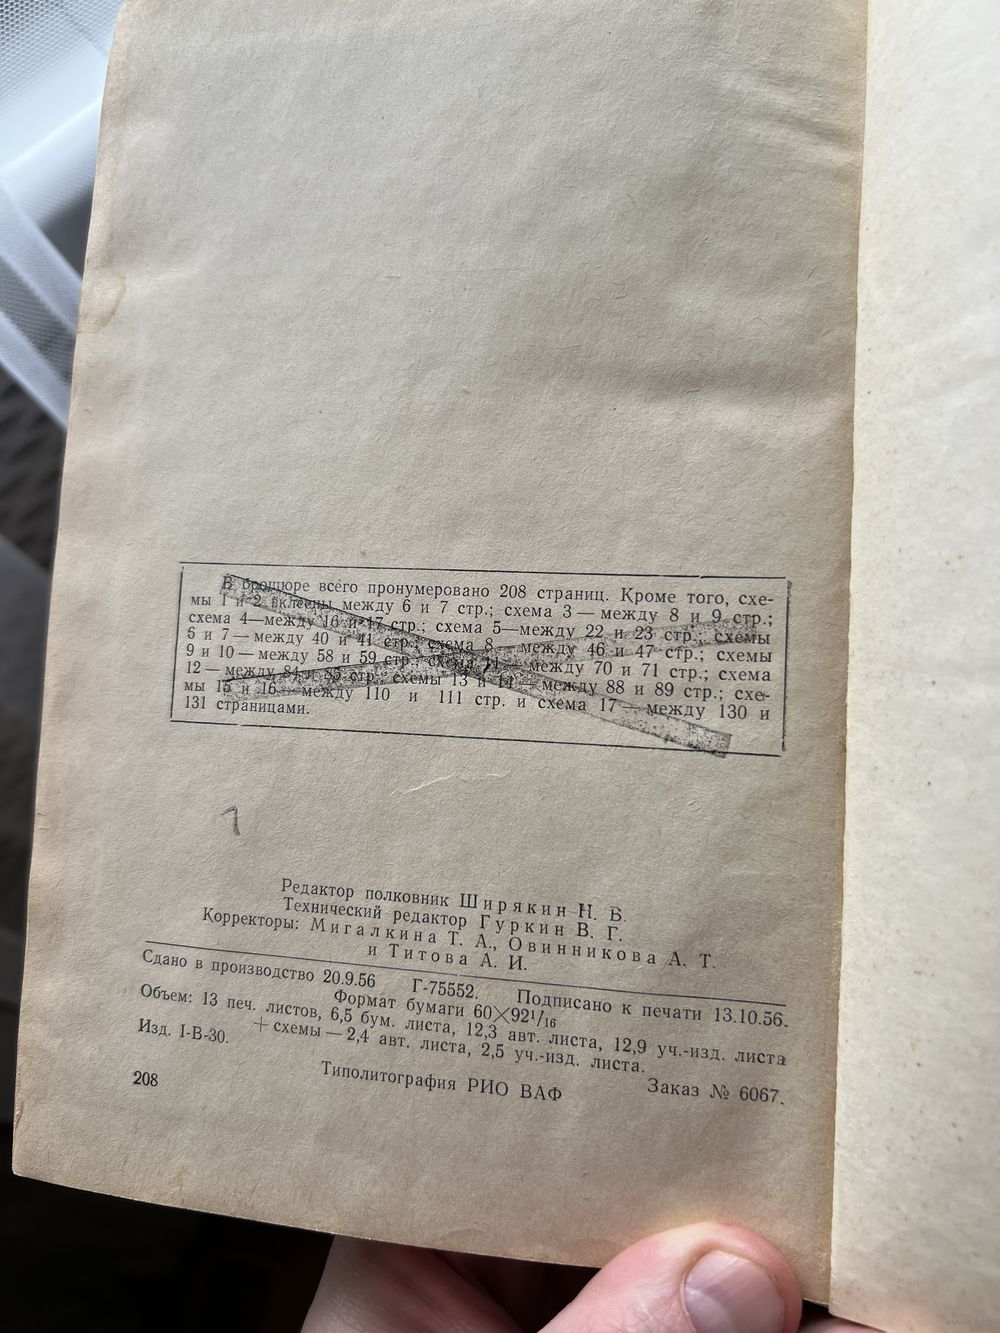 В брошюре всего пронумеровано 208 страниц. Кроме того, схе-
мы 1 и 2 вклеены между 6 и 7 стр.; схема 3 — между 8 и 9 стр.;
схема 4—между 16 и 17 стр.; схема 5—между 22 и 23 стр.; схемы
6 и 7 — между 40 и 41 стр.; схема 8 — между 46 и 47 стр.; схемы
9 и 10 — между 58 и 59 стр.; схема 11 — между 70 и 71 стр.; схема
12 — между 84 и 85 стр.; схемы 13 и 14 — между 88 и 89 стр.; схе-
мы 15 и 16 — между 110 и 111 стр. и схема 17 — между 130 и
131 страницами.
1
Редактор полковник Ширякин Н. В.
Технический редактор Гуркин В. Г.
Корректоры: Мигалкина Т. А., Овинникова А. Т.
и Титова А. И.
Сдано в производство 20.9.56 Г-75552. Подписано к печати 13.10.56.
Формат бумаги 60×92¹/₁₆
Объем: 13 печ. листов, 6,5 бум. листа, 12,3 авт. листа, 12,9 уч.-изд. листа
+ схемы — 2,4 авт. листа, 2,5 уч.-изд. листа.
Изд. I-В-30.
Заказ № 6067.
Типолитография РИО ВАФ
208